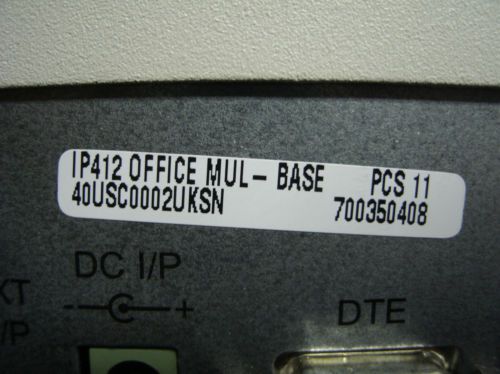 IP412 OFFICE MUL- BASE PCS 11
40USC0002UKSN 700350408
DC I/P
DTE